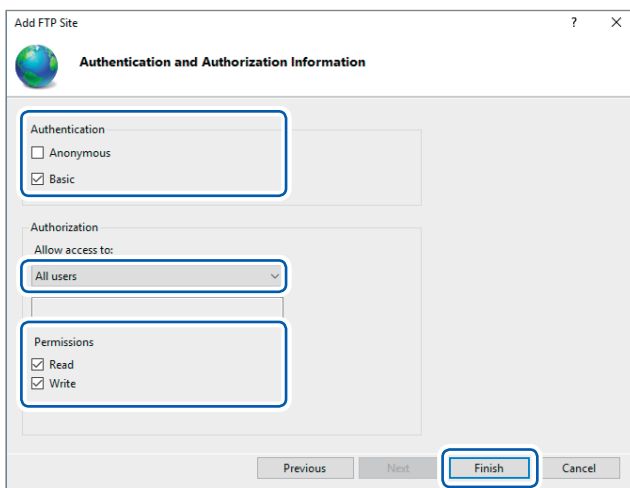 Add FTP Site
?
Authentication and Authorization Information
Authentication
Anonymous
Basic
Authorization
Allow access to:
All users
Permissions
Read
Write
Previous Next Finish Cancel